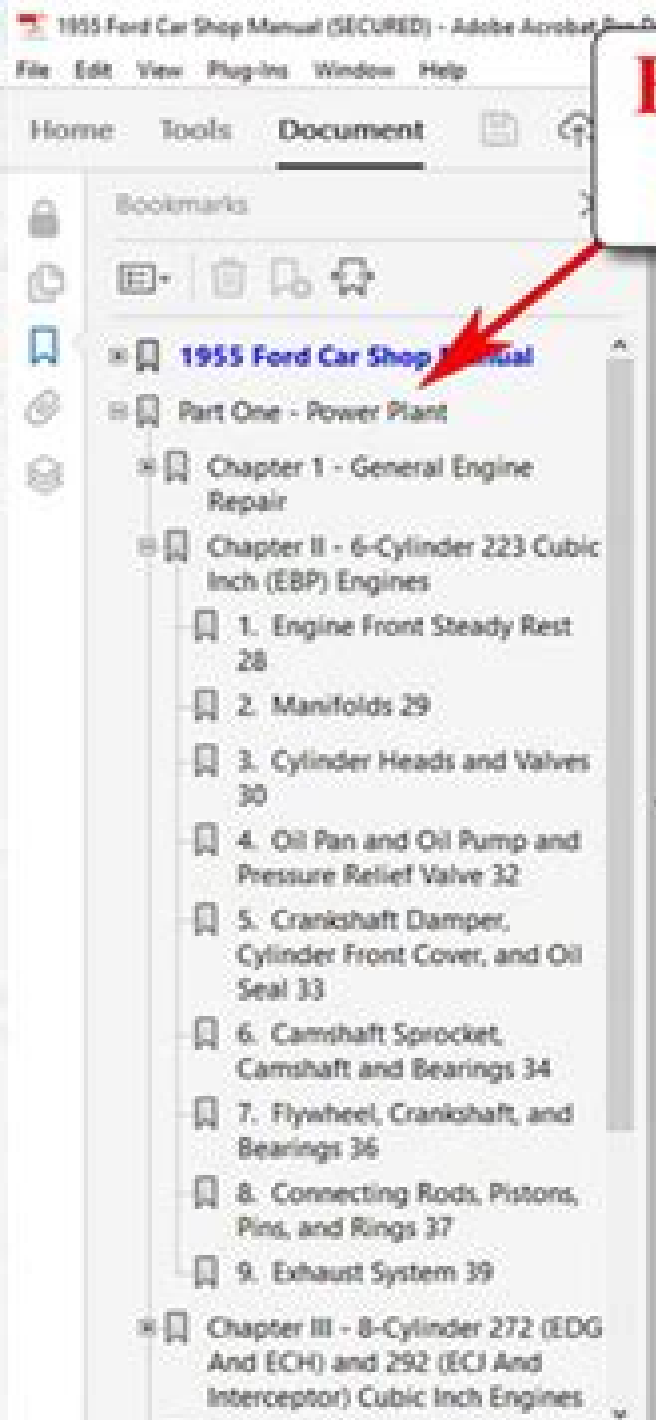 1955 Ford Car Shop Manual (SECURED) - Adobe Acrobat
File Edit View Plug-Ins Window Help
Home Tools Document
Bookmarks
1955 Ford Car Shop Manual
Part One - Power Plant
Chapter 1 - General Engine
Repair
Chapter II - 6-Cylinder 223 Cubic
Inch (EBP) Engines
1. Engine Front Steady Rest
28
2. Manifolds 29
3. Cylinder Heads and Valves
30
4. Oil Pan and Oil Pump and
Pressure Relief Valve 32
5. Crankshaft Damper,
Cylinder Front Cover, and Oil
Seal 33
6. Camshaft Sprocket,
Camshaft and Bearings 34
7. Flywheel, Crankshaft, and
Bearings 36
8. Connecting Rods, Pistons,
Pins, and Rings 37
9. Exhaust System 39
Chapter III - 8-Cylinder 272 (EDG
And ECH) and 292 (ECJ And
Interceptor) Cubic Inch Engines